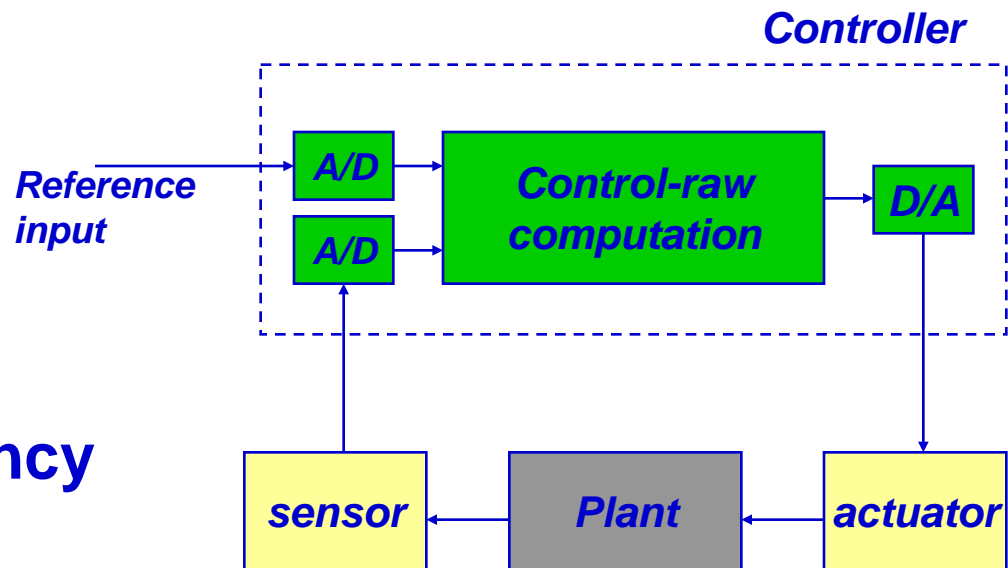 Controller
A/D
Reference
input
A/D
Control-raw
computation
D/A
ncy
sensor
Plant
actuator